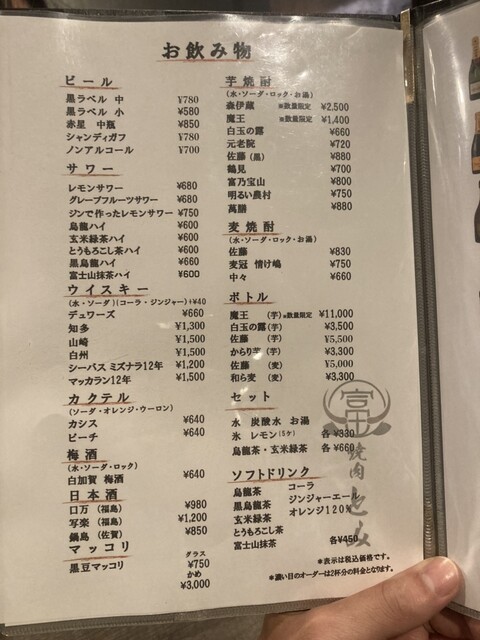 お飲み物
ビール
黒ラベル 中 ¥780
黒ラベル 小 ¥580
赤星 中瓶 ¥850
シャンディガフ ¥780
ノンアルコール ¥700
サワー
レモンサワー ¥680
グレープフルーツサワー ¥680
ジンで作ったレモンサワー ¥750
烏龍ハイ ¥600
玄米緑茶ハイ ¥600
とうもろこし茶ハイ ¥600
黒烏龍ハイ ¥660
富士山抹茶ハイ ¥600
ウイスキー
(水・ソーダ)(コーラ・ジンジャー)+¥40
デュワーズ ¥660
知多 ¥1,300
山崎 ¥1,500
白州 ¥1,500
シーバス ミズナラ12年 ¥1,200
マッカラン12年 ¥1,500
カクテル
(ソーダ・オレンジ・ウーロン)
カシス ¥640
ピーチ ¥640
梅酒
(水・ソーダ・ロック)
白加賀 梅酒 ¥640
日本酒
口万 (福島) ¥980
写楽 (福島) ¥1,200
鍋島 (佐賀) ¥850
マッコリ
グラス
黒豆マッコリ ¥750
かめ
¥3,000
芋焼酎
(水・ソーダ・ロック・お湯)
森伊蔵 ※数量限定 ¥2,500
魔王 ※数量限定 ¥1,400
白玉の露 ¥660
元老院 ¥720
佐藤 (黒) ¥880
鶴見 ¥700
富乃宝山 ¥800
明るい農村 ¥750
萬膳 ¥880
麦焼酎
(水・ソーダ・ロック・お湯)
佐藤 ¥830
麦冠 情け嶋 ¥750
中々 ¥660
ボトル
魔王 (芋) ※数量限定 ¥11,000
白玉の露 (芋) ¥3,500
佐藤 (芋) ¥5,500
からり芋 (芋) ¥3,300
佐藤 (麦) ¥5,000
和ら麦 (麦) ¥3,300
セット
水 炭酸水 お湯
氷 レモン(5ケ) 各¥330
烏龍茶・玄米緑茶 各¥660
ソフトドリンク
烏龍茶 コーラ
黒烏龍茶 ジンジャーエール
玄米緑茶 オレンジ120%
とうもろこし茶
富士山抹茶 各¥450
＊表示は税込価格です。
＊濃い目のオーダーは2杯分の料金となります。
焼肉